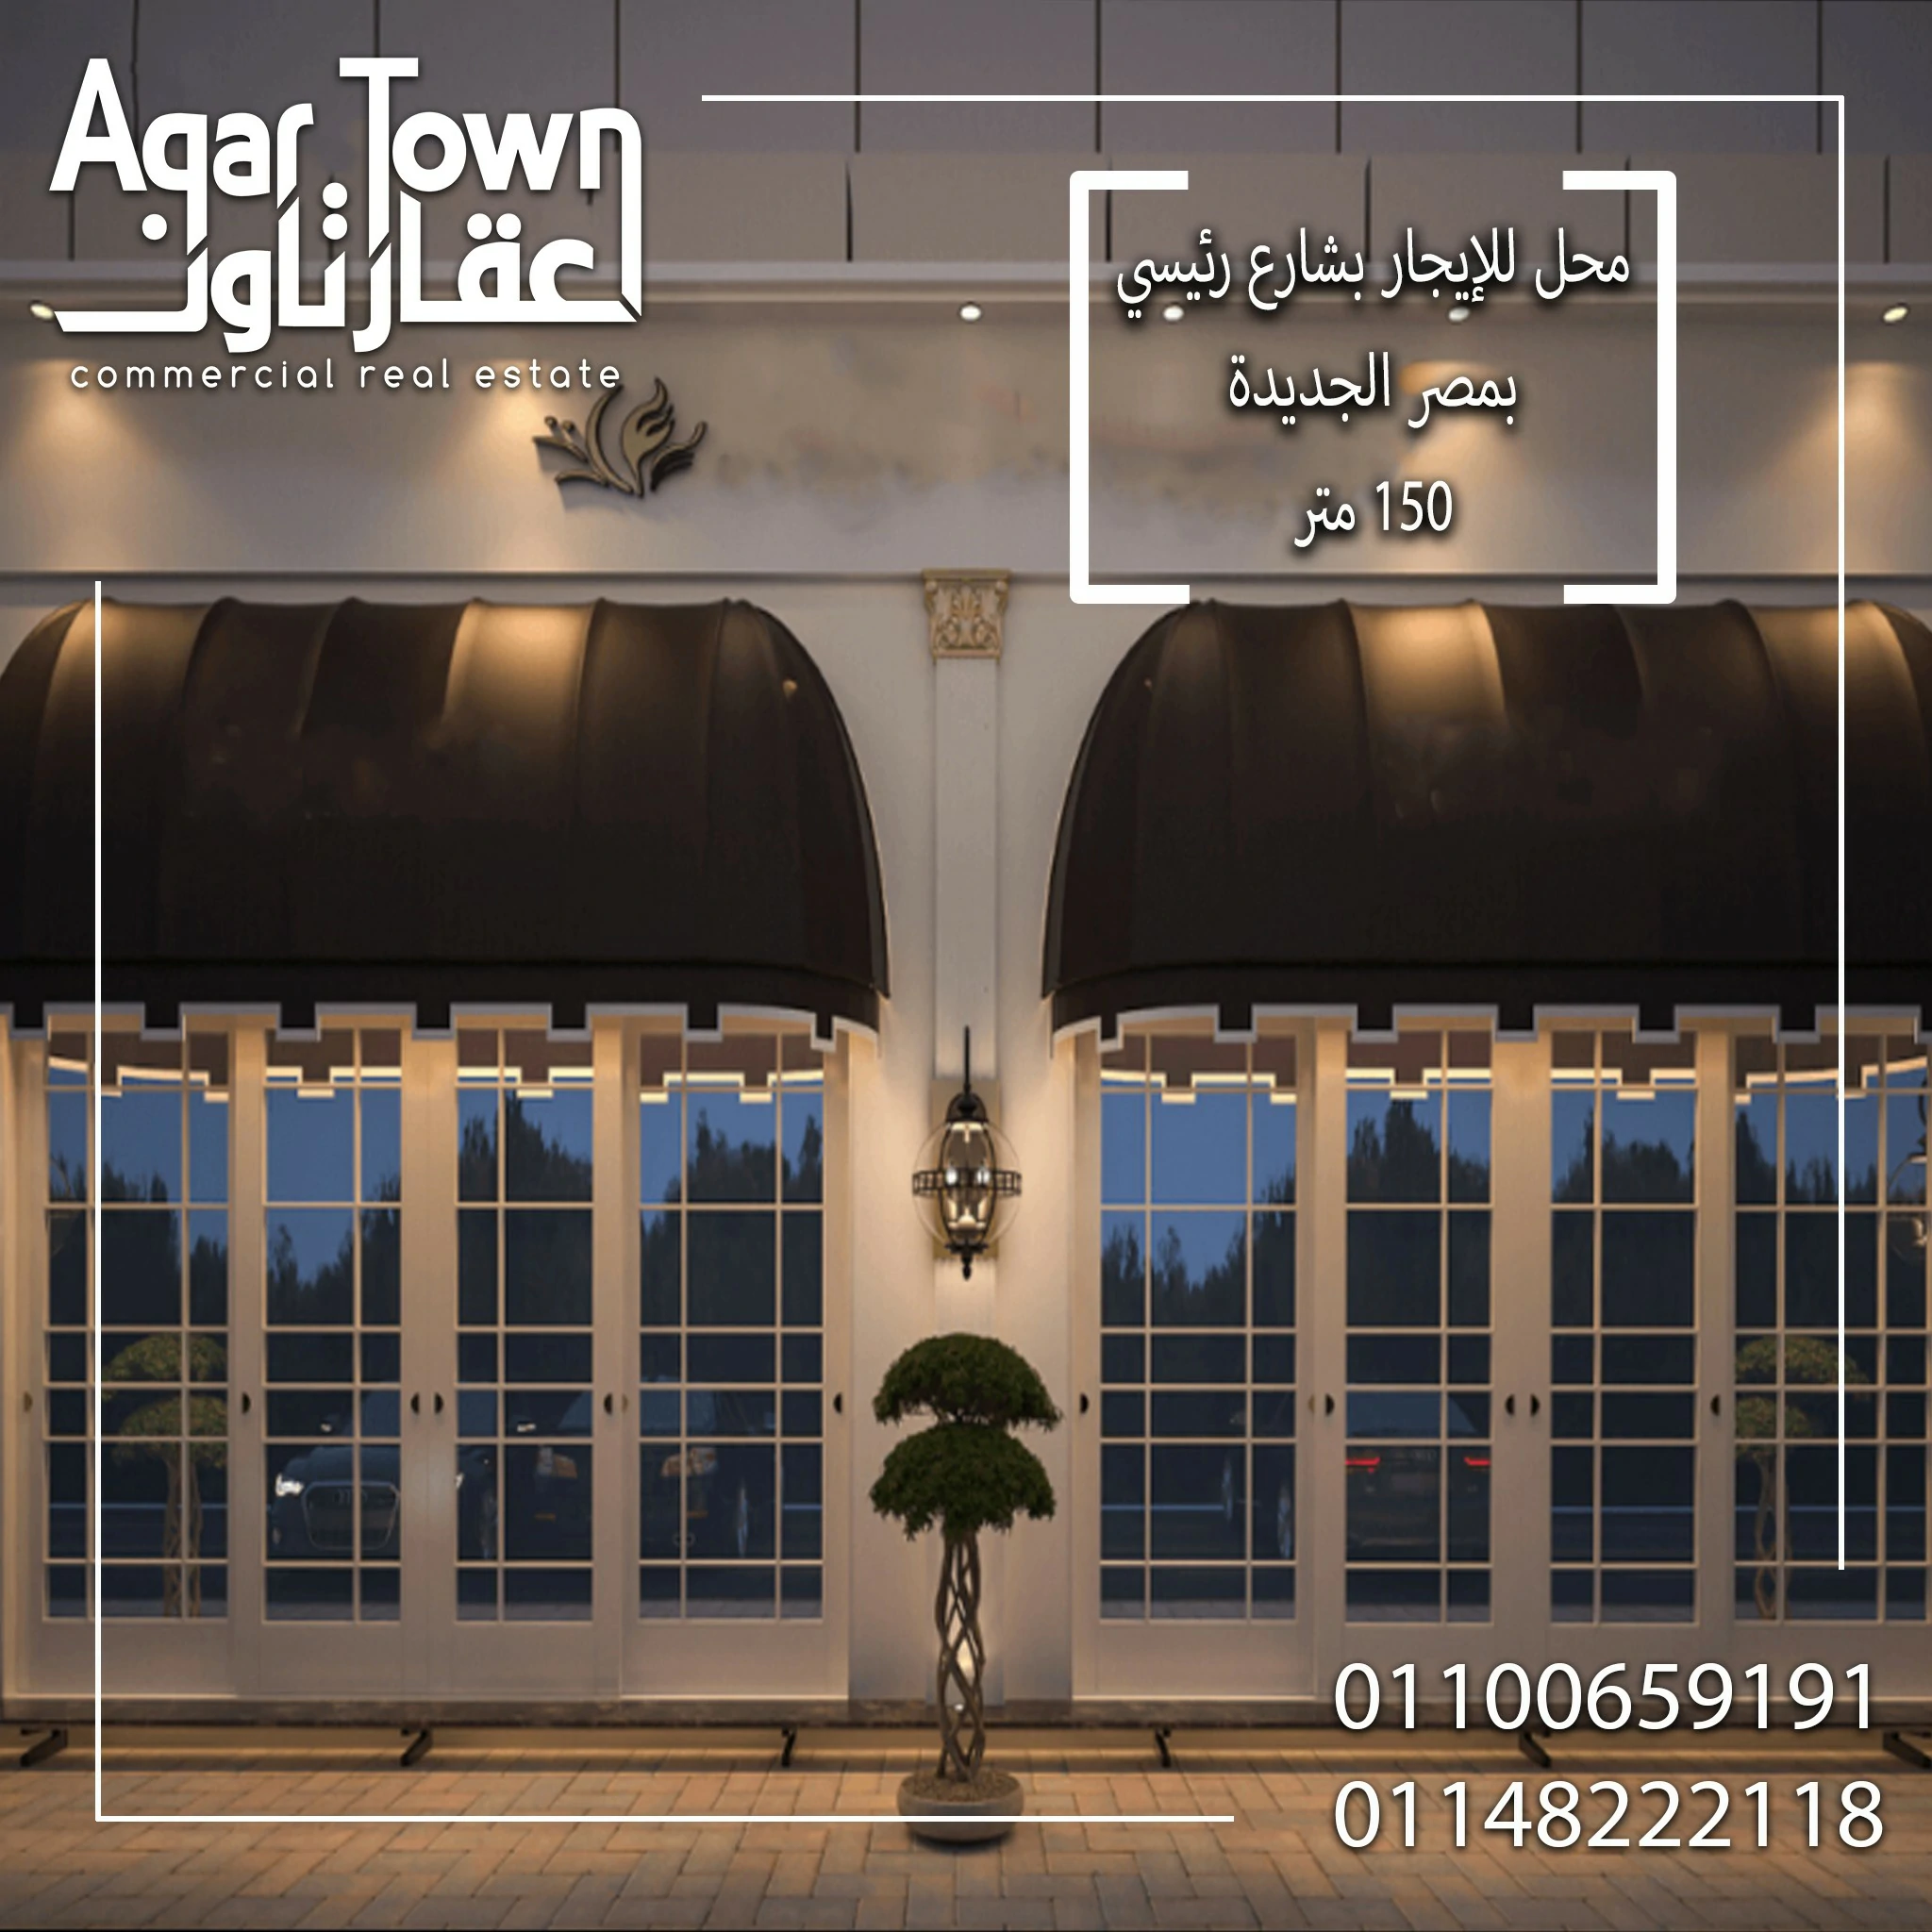 Aqar Town
عقار تاون
commercial real estate
محل للإيجار بشارع رئيسي
بمصر الجديدة
150 متر
01100659191
01148222118